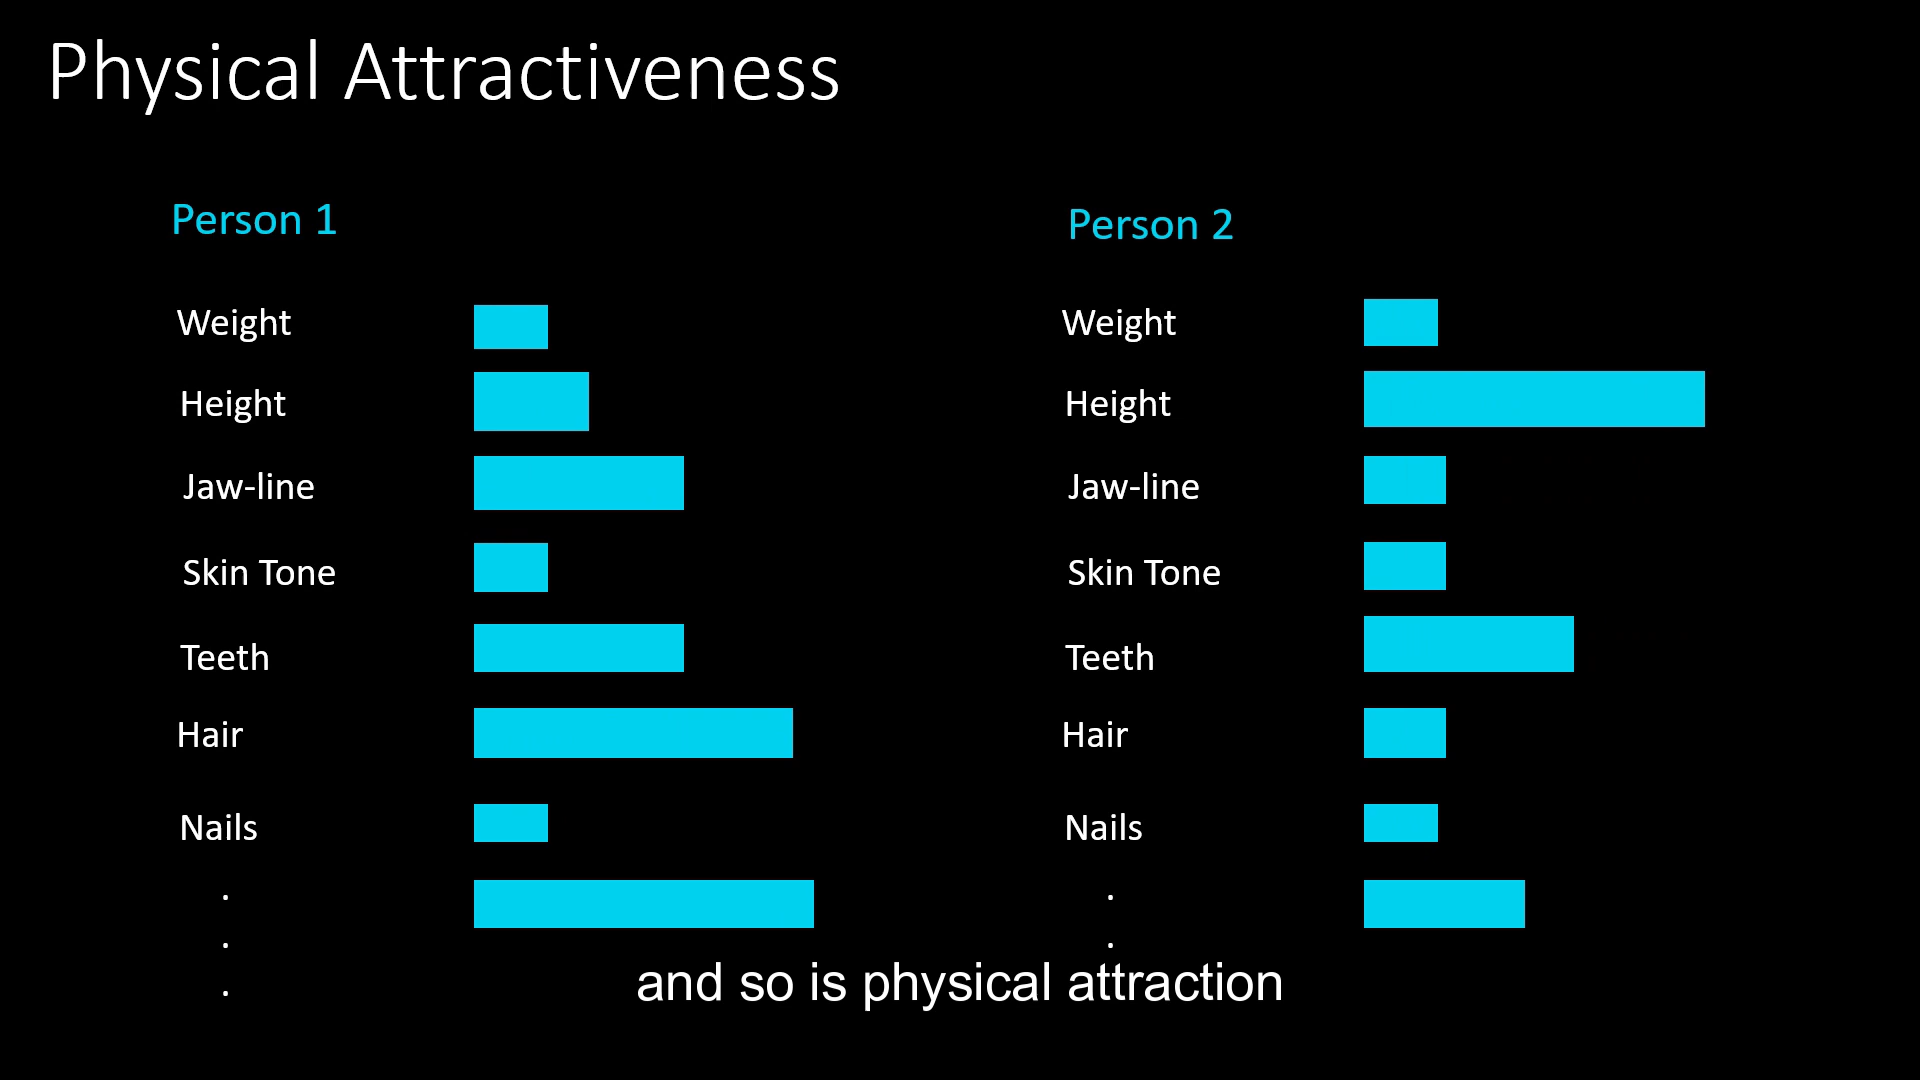 Physical Attractiveness
Person 1
Weight
Height
Jaw-line
Skin Tone
Teeth
Hair
Nails
.
.
.
Person 2
Weight
Height
Jaw-line
Skin Tone
Teeth
Hair
Nails
.
.
and so is physical attraction